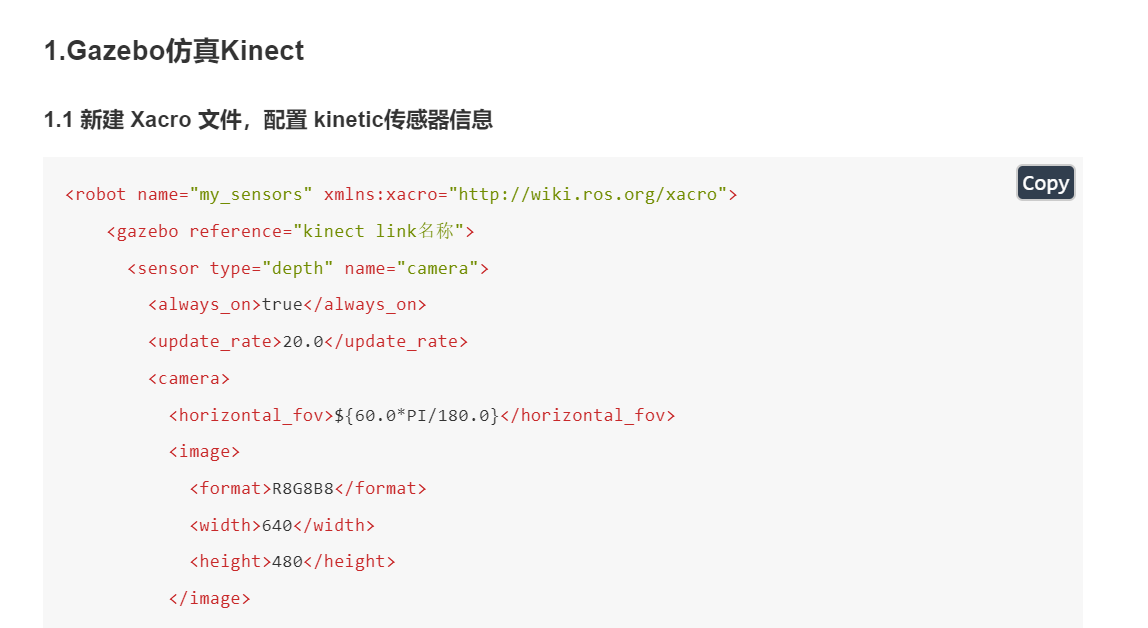 1.Gazebo仿真Kinect
1.1 新建 Xacro 文件，配置 kinetic传感器信息
Copy
<robot name="my_sensors" xmlns:xacro="http://wiki.ros.org/xacro">
<gazebo reference="kinect link名称">
<sensor type="depth" name="camera">
<always_on>true</always_on>
<update_rate>20.0</update_rate>
<camera>
<horizontal_fov>${60.0*PI/180.0}</horizontal_fov>
<image>
<format>R8G8B8</format>
<width>640</width>
<height>480</height>
</image>